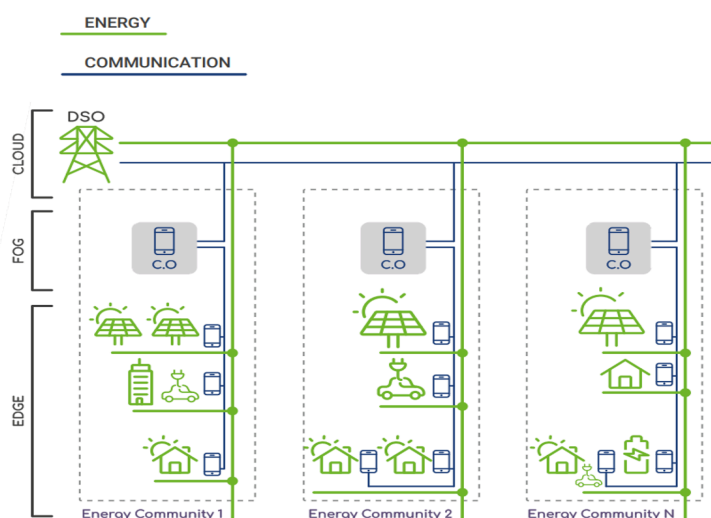 ENERGY
COMMUNICATION
DSO
CLOUD
FOG
C.O
C.O
C.O
EDGE
Energy Community 1
Energy Community 2
Energy Community N